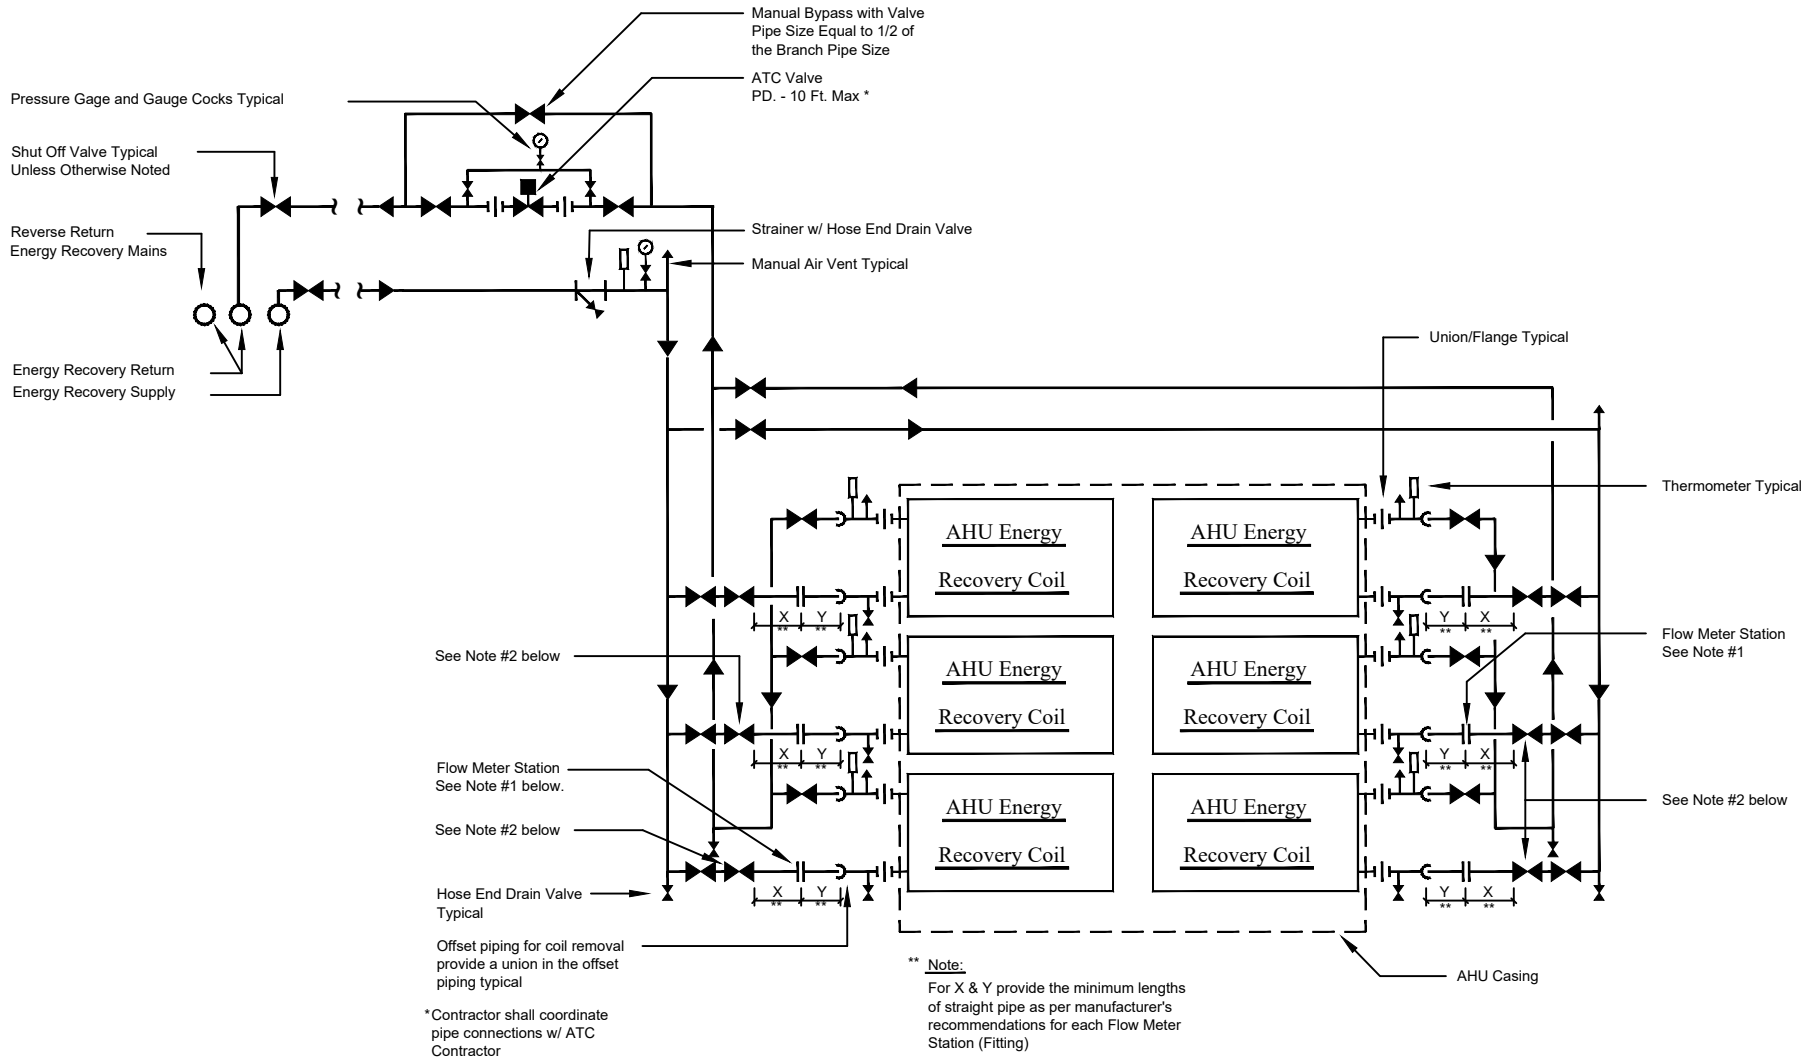 Manual Bypass with Valve
Pipe Size Equal to 1/2 of
the Branch Pipe Size
ATC Valve
PD. - 10 Ft. Max *
Pressure Gage and Gauge Cocks Typical
Shut Off Valve Typical
Unless Otherwise Noted
Reverse Return
Energy Recovery Mains
Strainer w/ Hose End Drain Valve
Manual Air Vent Typical
Energy Recovery Return
Energy Recovery Supply
Union/Flange Typical
Thermometer Typical
AHU Energy
Recovery Coil
AHU Energy
Recovery Coil
X
**
Y
**
Y
**
X
**
Flow Meter Station
See Note #1
See Note #2 below
AHU Energy
Recovery Coil
AHU Energy
Recovery Coil
X
**
Y
**
Y
**
X
**
Flow Meter Station
See Note #1 below.
See Note #2 below
See Note #2 below
AHU Energy
Recovery Coil
AHU Energy
Recovery Coil
X
**
Y
**
Y
**
X
**
Hose End Drain Valve
Typical
Offset piping for coil removal
provide a union in the offset
piping typical
*Contractor shall coordinate
pipe connections w/ ATC
Contractor
** Note:
For X & Y provide the minimum lengths
of straight pipe as per manufacturer's
recommendations for each Flow Meter
Station (Fitting)
AHU Casing